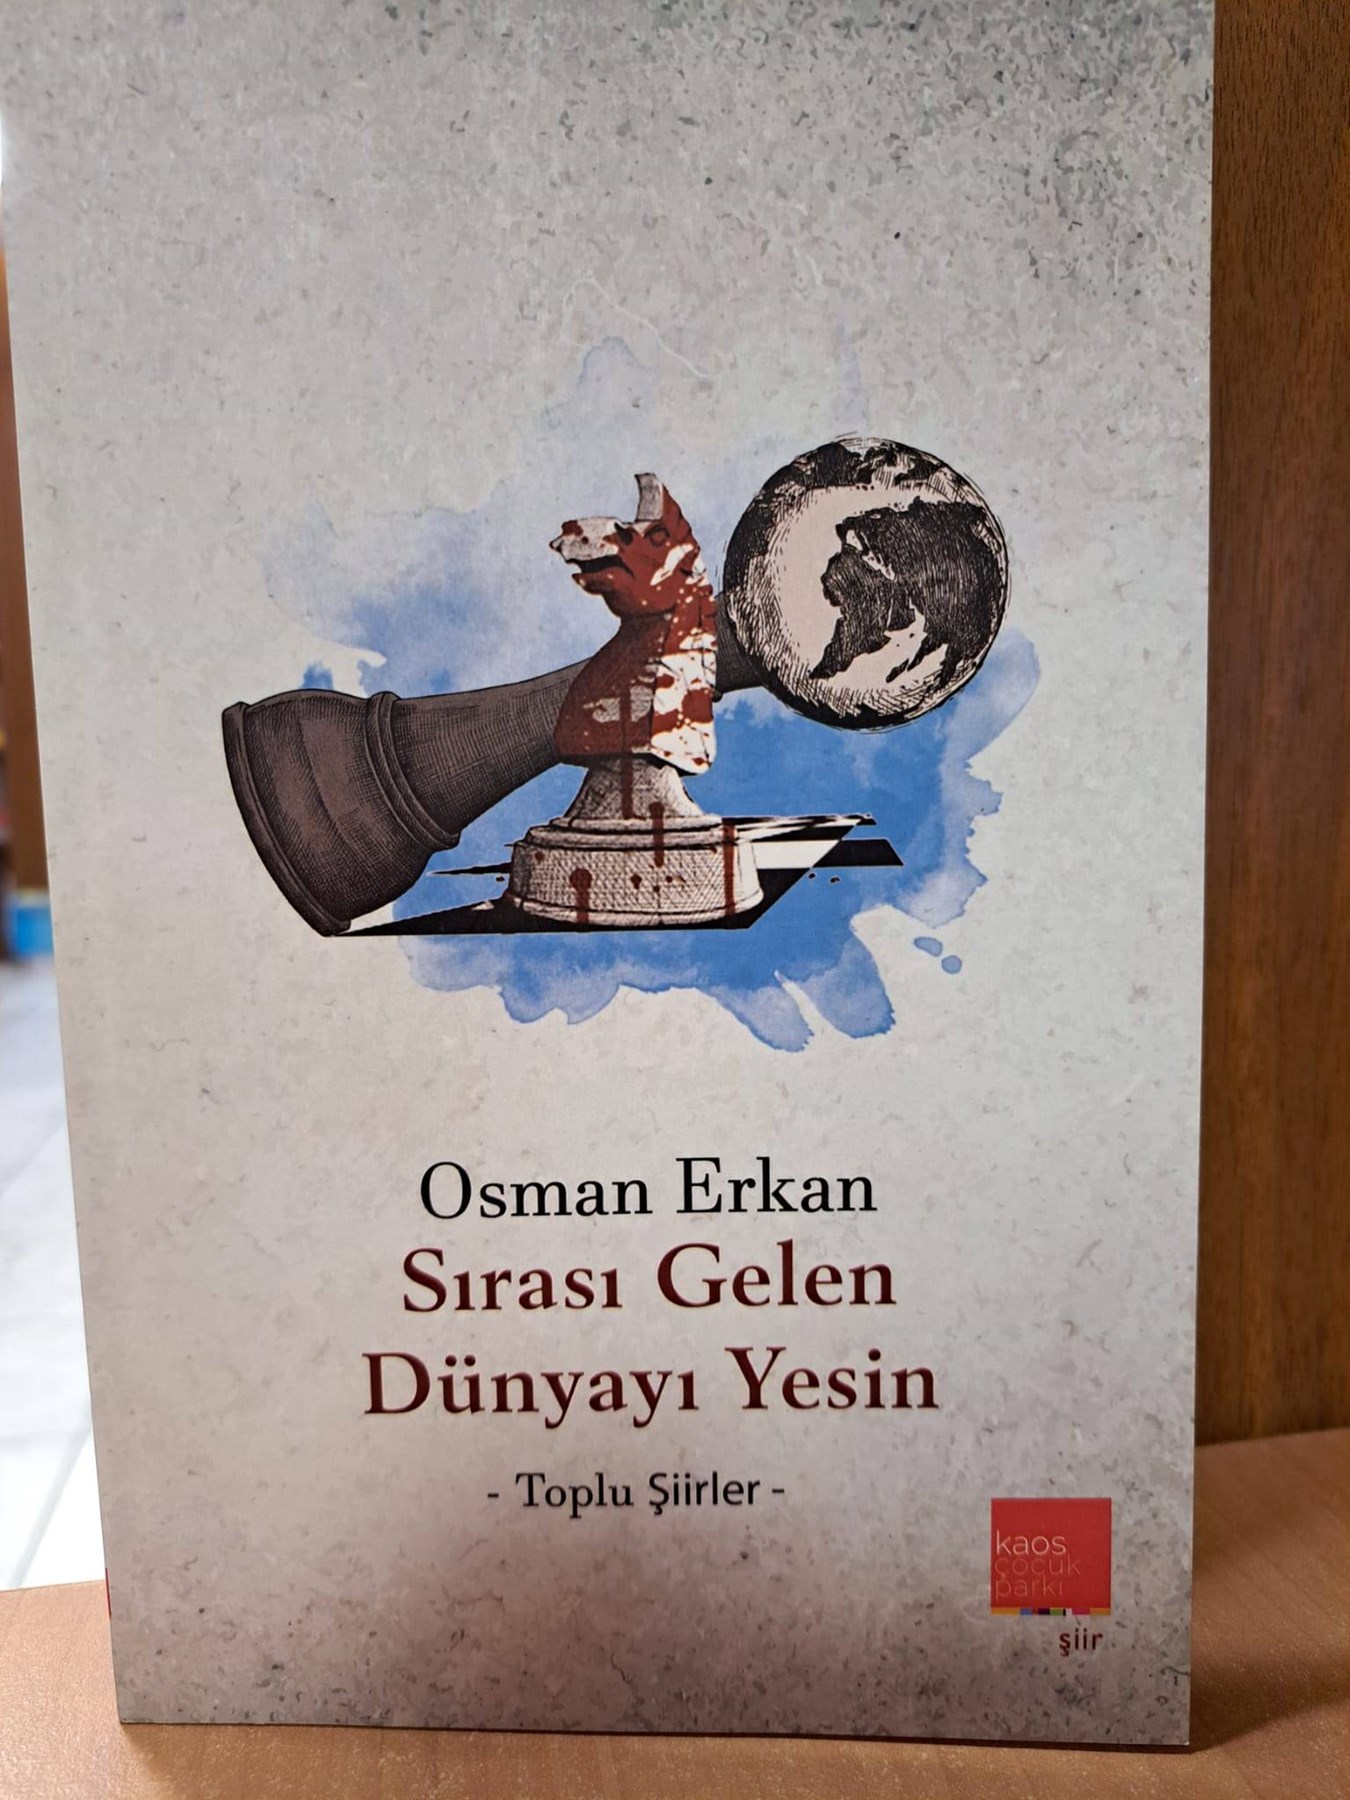 Osman Erkan
Sırası Gelen
Dünyayı Yesin
- Toplu Şiirler -
kaos
çocuk
parkı
şiir